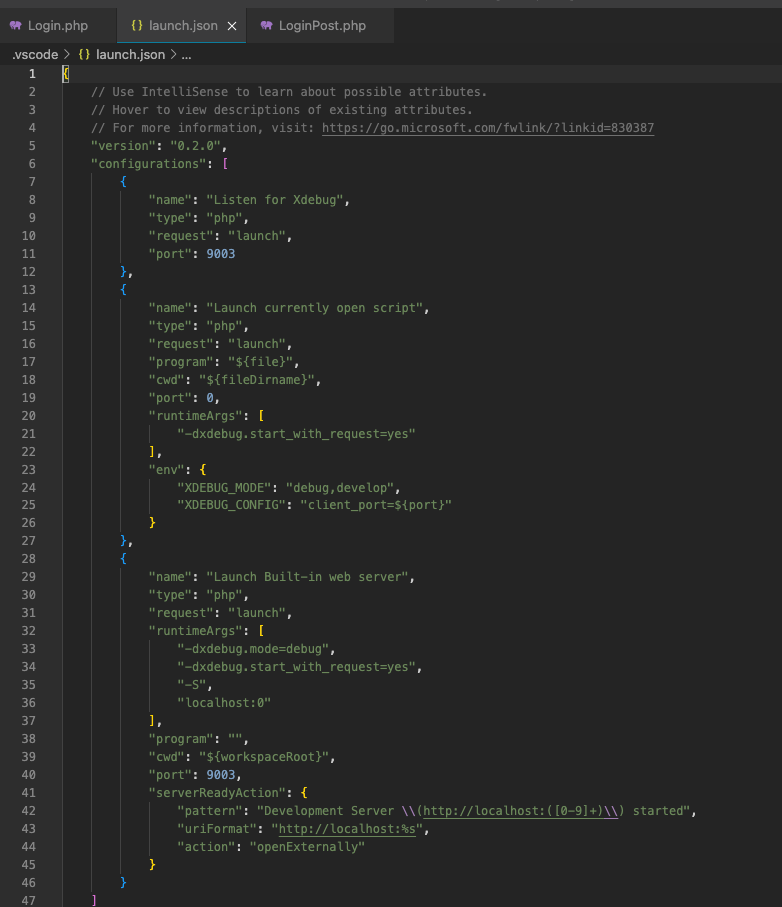 Login.php {} launch.json × LoginPost.php
.vscode > {} launch.json > ...
1 {
2 // Use IntelliSense to learn about possible attributes.
3 // Hover to view descriptions of existing attributes.
4 // For more information, visit: https://go.microsoft.com/fwlink/?linkid=830387
5 "version": "0.2.0",
6 "configurations": [
7 {
8 "name": "Listen for Xdebug",
9 "type": "php",
10 "request": "launch",
11 "port": 9003
12 },
13 {
14 "name": "Launch currently open script",
15 "type": "php",
16 "request": "launch",
17 "program": "${file}",
18 "cwd": "${fileDirname}",
19 "port": 0,
20 "runtimeArgs": [
21 "-dxdebug.start_with_request=yes"
22 ],
23 "env": {
24 "XDEBUG_MODE": "debug,develop",
25 "XDEBUG_CONFIG": "client_port=${port}"
26 }
27 },
28 {
29 "name": "Launch Built-in web server",
30 "type": "php",
31 "request": "launch",
32 "runtimeArgs": [
33 "-dxdebug.mode=debug",
34 "-dxdebug.start_with_request=yes",
35 "-S",
36 "localhost:0"
37 ],
38 "program": "",
39 "cwd": "${workspaceRoot}",
40 "port": 9003,
41 "serverReadyAction": {
42 "pattern": "Development Server \\(http://localhost:([0-9]+)\\) started",
43 "uriFormat": "http://localhost:%s",
44 "action": "openExternally"
45 }
46 }
47 ]